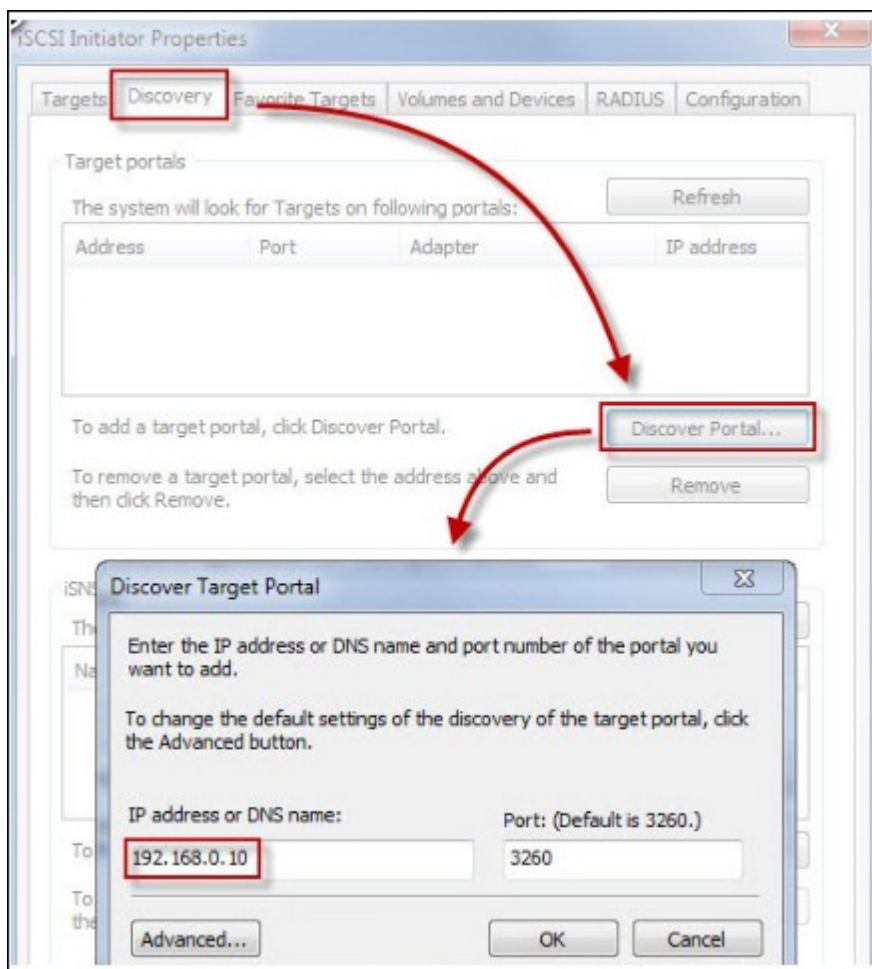 iSCSI Initiator Properties
Targets Discovery Favorite Targets Volumes and Devices RADIUS Configuration
Target portals
The system will look for Targets on following portals: Refresh
Address Port Adapter IP address
To add a target portal, click Discover Portal. Discover Portal...
To remove a target portal, select the address above and
then click Remove. Remove
Discover Target Portal
Enter the IP address or DNS name and port number of the portal you
want to add.
To change the default settings of the discovery of the target portal, click
the Advanced button.
IP address or DNS name: Port: (Default is 3260.)
192.168.0.10 3260
To
To
the
Advanced... OK Cancel